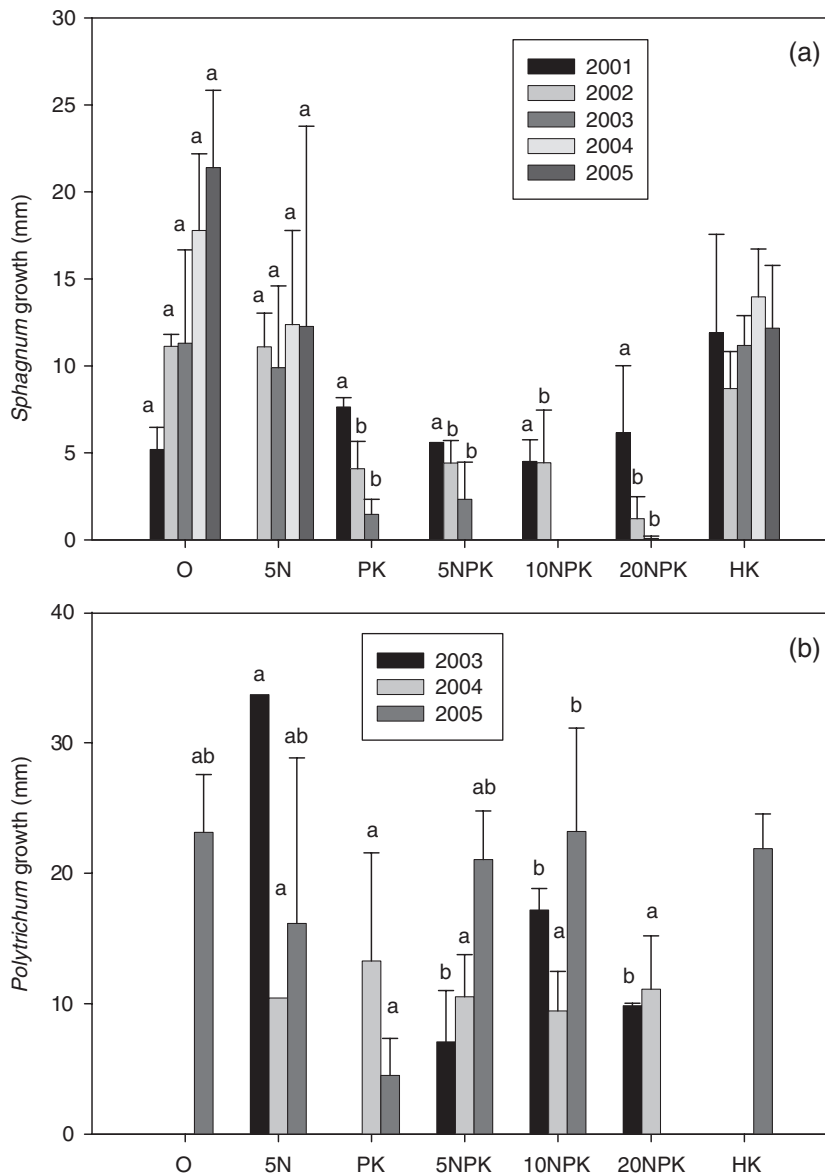 30
25
20
15
10
5
0
Sphagnum growth (mm)
(a)
2001
2002
2003
2004
2005
a a a a a
a a a a
a b b
a b b
a b
a b b
O 5N PK 5NPK 10NPK 20NPK HK
40
30
20
10
0
Polytrichum growth (mm)
(b)
2003
2004
2005
ab
a a ab
a a
b a ab
b a b
b a
O 5N PK 5NPK 10NPK 20NPK HK